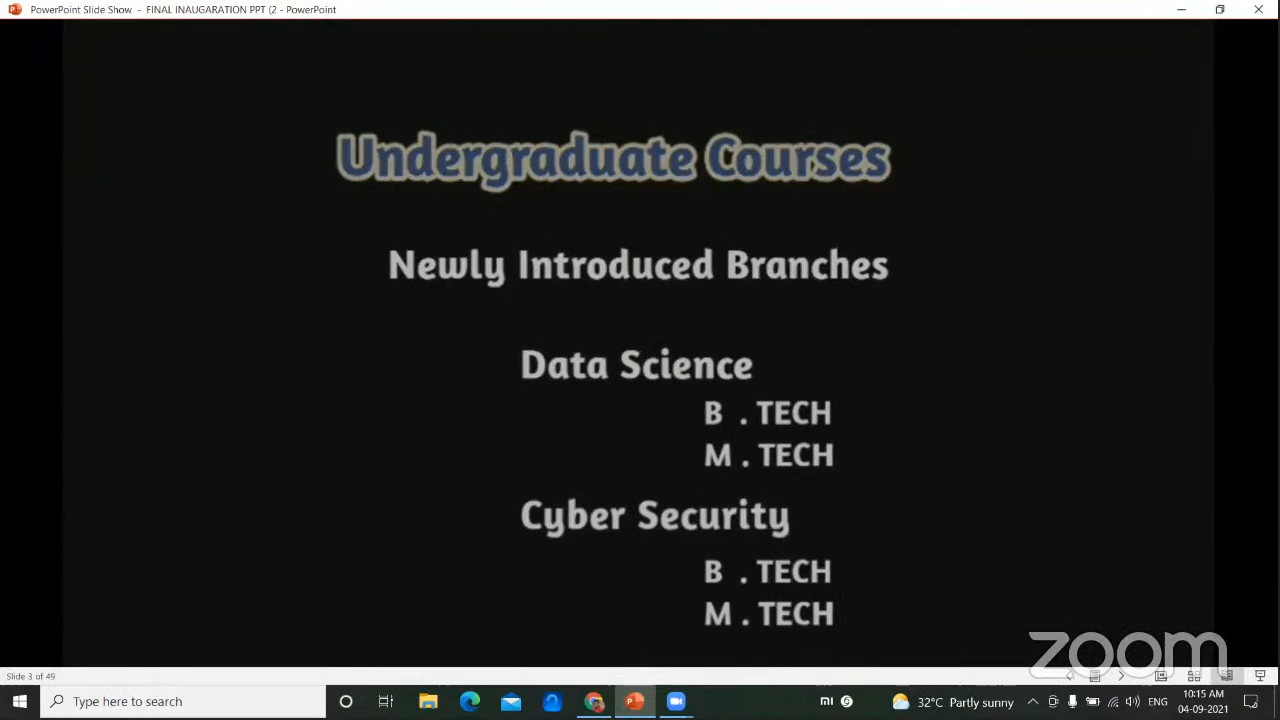 PowerPoint Slide Show - FINAL INAUGARATION PPT (2 - PowerPoint
Undergraduate Courses
Newly Introduced Branches
Data Science
B . TECH
M . TECH
Cyber Security
B . TECH
M . TECH
zoom
Slide 3 of 49
Type here to search
MI
32°C Partly sunny
ENG
10:15 AM
04-09-2021